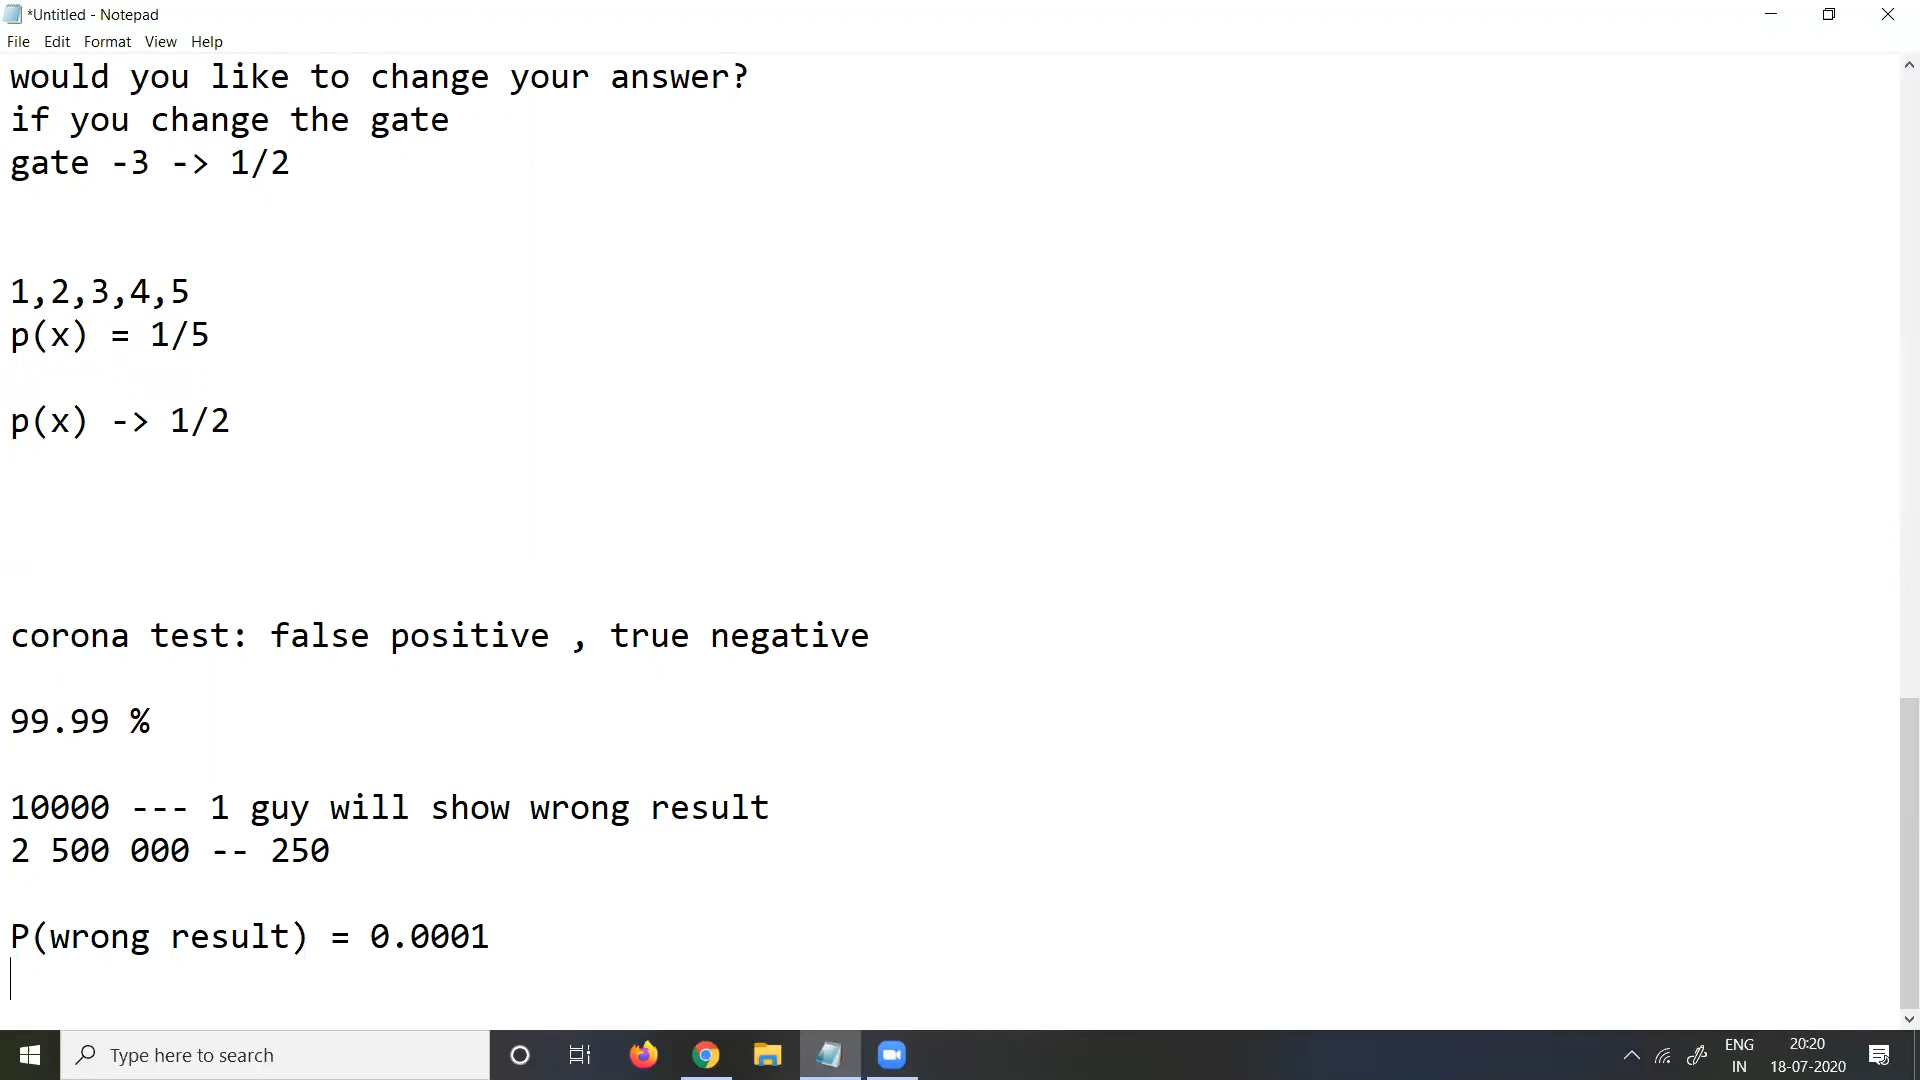 *Untitled - Notepad
File Edit Format View Help
would you like to change your answer?
if you change the gate
gate -3 -> 1/2
1,2,3,4,5
p(x) = 1/5
p(x) -> 1/2
corona test: false positive , true negative
99.99 %
10000 --- 1 guy will show wrong result
2 500 000 -- 250
P(wrong result) = 0.0001
Type here to search
ENG
IN
20:20
18-07-2020